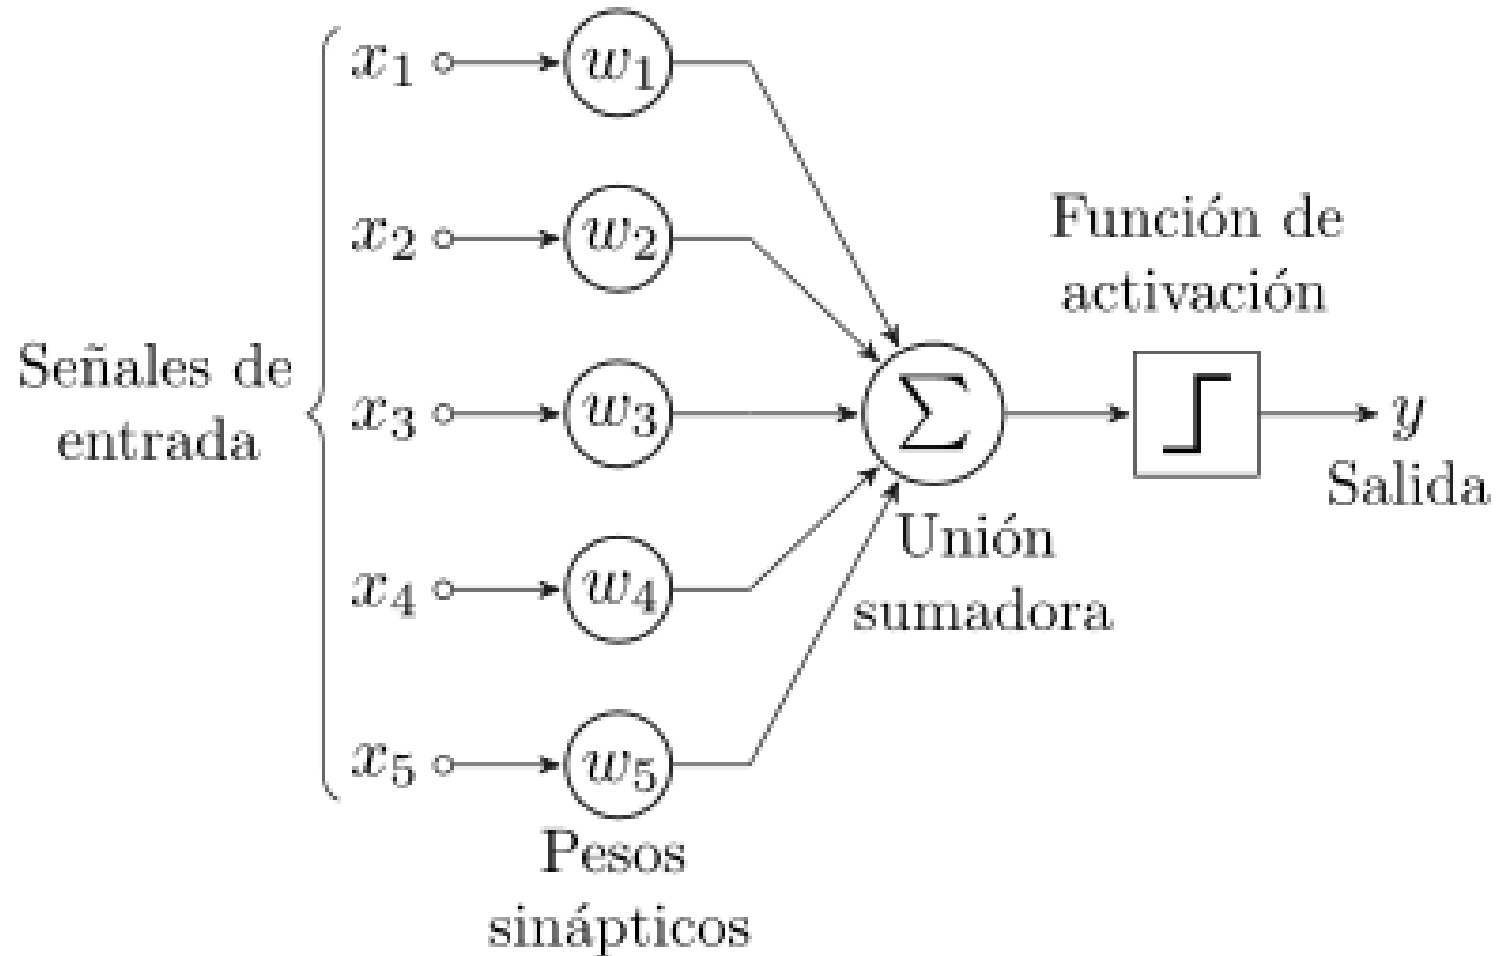 x₁ w₁
x₂ w₂
Función de
activación
Señales de
entrada
x₃ w₃ Σ y
Salida
Unión
sumadora
x₄ w₄
x₅ w₅
Pesos
sinápticos